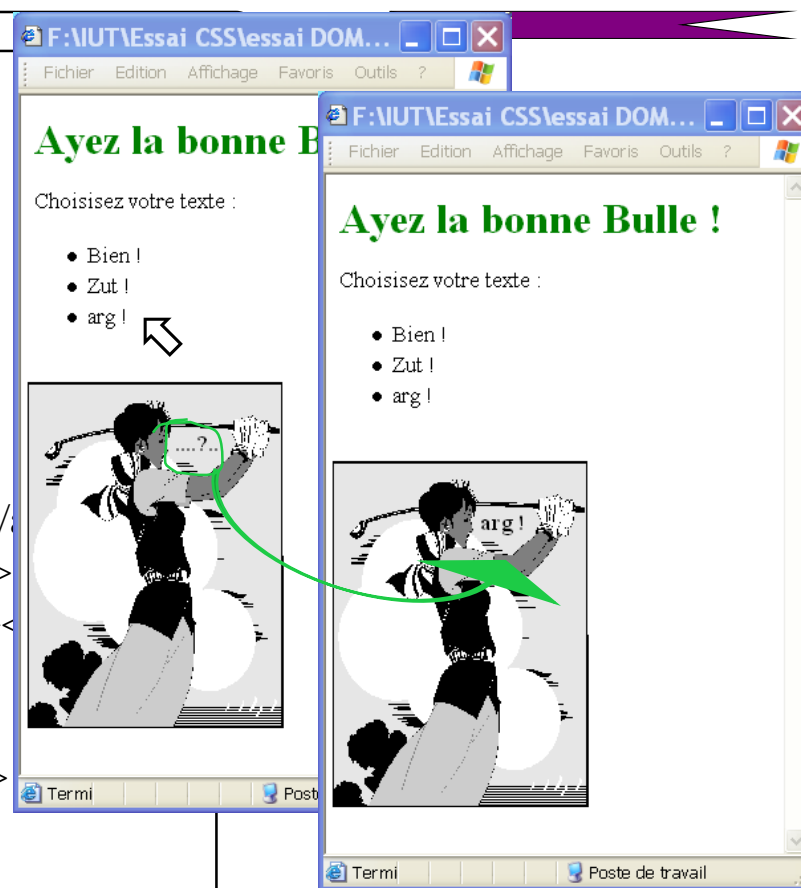 F:\IUT\Essai CSS\essai DOM...
Fichier Edition Affichage Favoris Outils ?
Ayez la bonne B
Choisisez votre texte :
Bien !
Zut !
arg !
....?..
Termi
Post
F:\IUT\Essai CSS\essai DOM...
Fichier Edition Affichage Favoris Outils ?
Ayez la bonne Bulle !
Choisisez votre texte :
Bien !
Zut !
arg !
arg !
Termi
Poste de travail
>
<
>